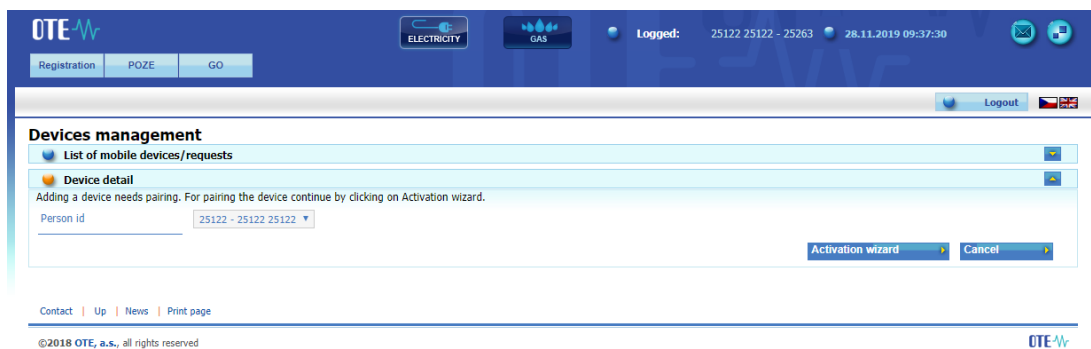 OTE
ELECTRICITY
GAS
Logged: 25122 25122 - 25263 28.11.2019 09:37:30
Registration POZE GO
Logout
Devices management
List of mobile devices/requests
Device detail
Adding a device needs pairing. For pairing the device continue by clicking on Activation wizard.
Person id 25122 - 25122 25122
Activation wizard Cancel
Contact | Up | News | Print page
©2018 OTE, a.s., all rights reserved
OTE